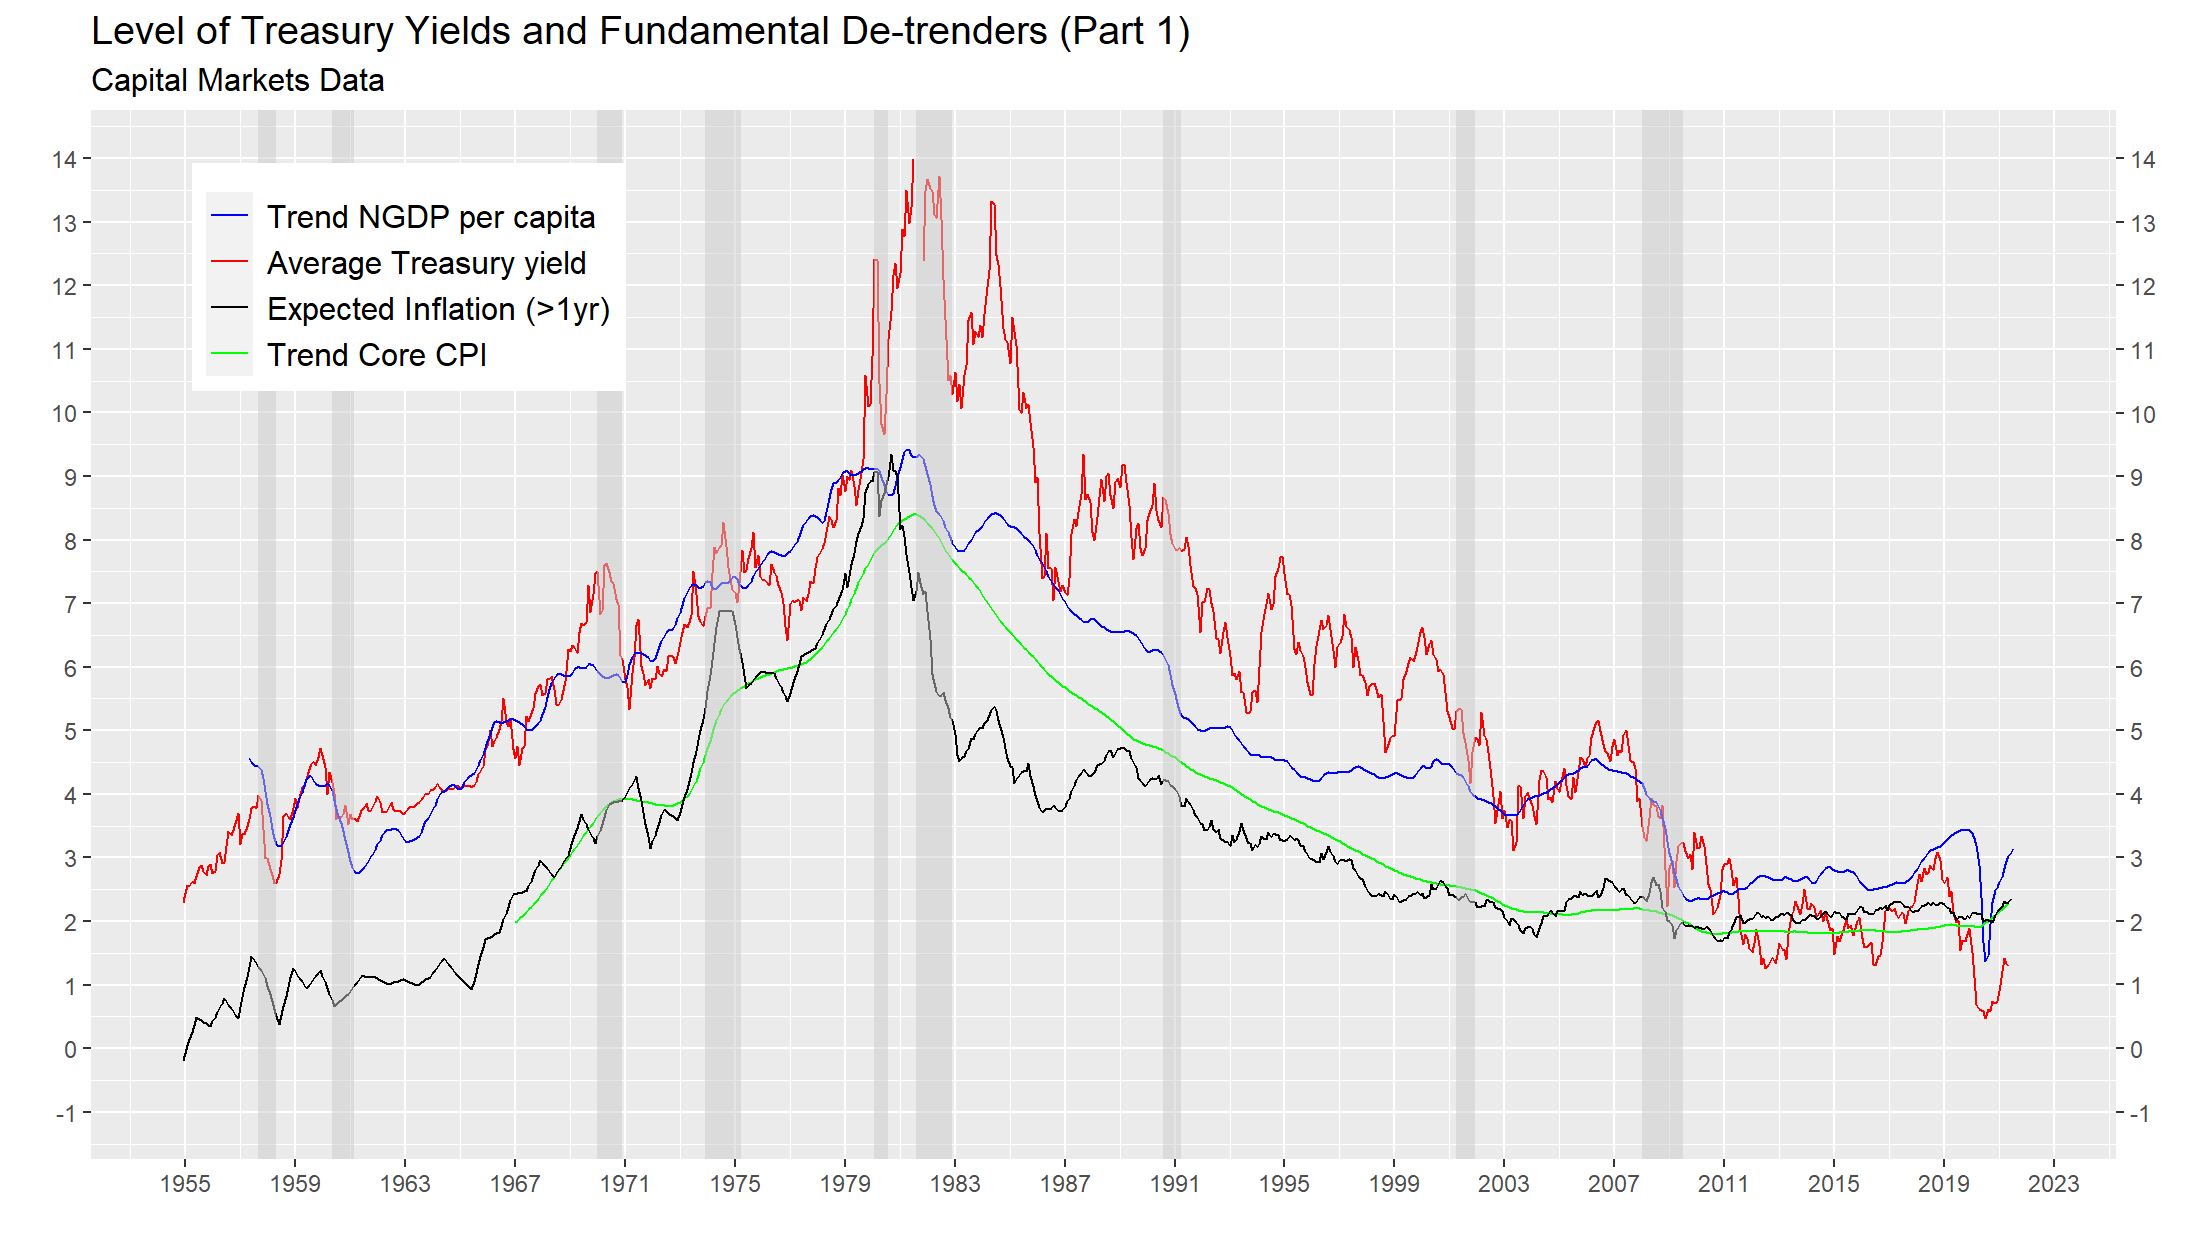 Level of Treasury Yields and Fundamental De-trenders (Part 1)
Capital Markets Data
Trend NGDP per capita
Average Treasury yield
Expected Inflation (>1yr)
Trend Core CPI
14 14
13 13
12 12
11 11
10 10
9 9
8 8
7 7
6 6
5 5
4 4
3 3
2 2
1 1
0 0
-1 -1
1955 1959 1963 1967 1971 1975 1979 1983 1987 1991 1995 1999 2003 2007 2011 2015 2019 2023